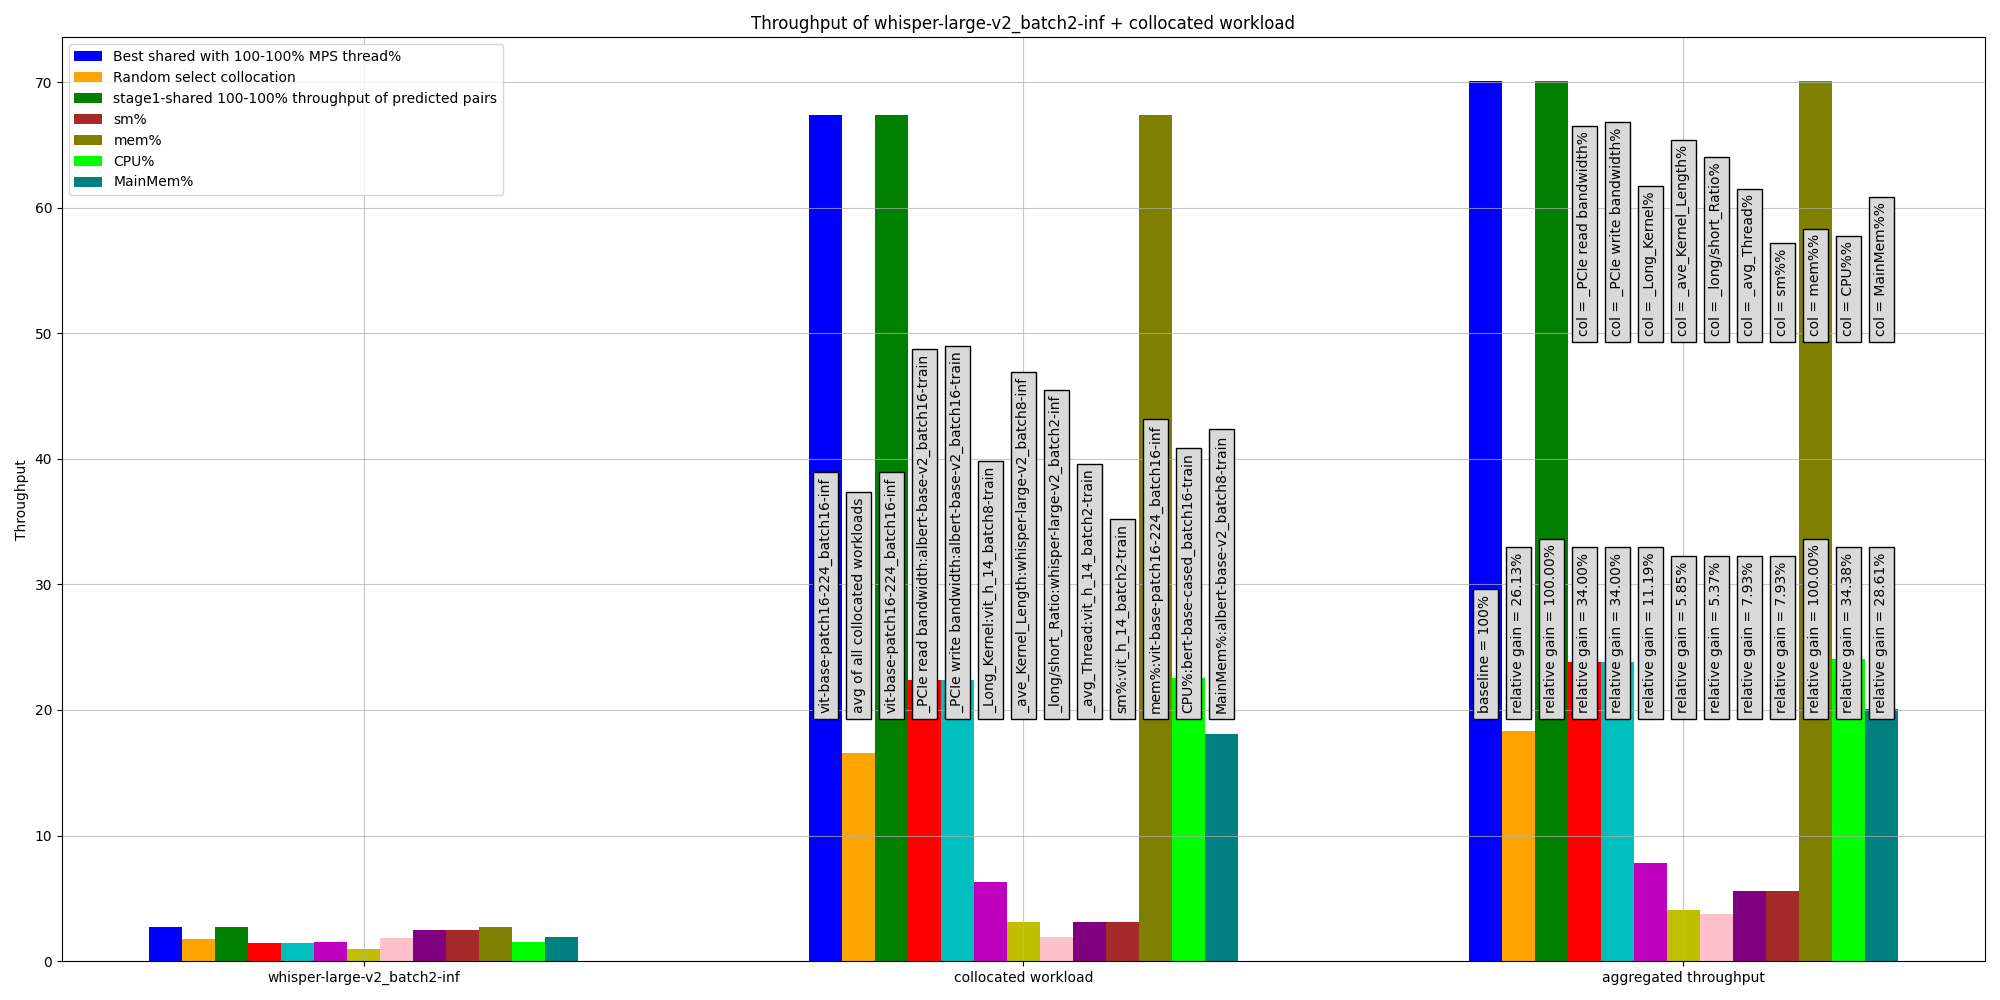 Throughput of whisper-large-v2_batch2-inf + collocated workload
Best shared with 100-100% MPS thread%
Random select collocation
stage1-shared 100-100% throughput of predicted pairs
sm%
mem%
CPU%
MainMem%
Throughput
70
60
50
40
30
20
10
0
vit-base-patch16-224_batch16-inf
avg of all collocated workloads
vit-base-patch16-224_batch16-inf
_PCIe read bandwidth:albert-base-v2_batch16-train
_PCIe write bandwidth:albert-base-v2_batch16-train
_Long_Kernel:vit_h_14_batch8-train
_ave_Kernel_Length:whisper-large-v2_batch8-inf
_long/short_Ratio:whisper-large-v2_batch2-inf
_avg_Thread:vit_h_14_batch2-train
sm%:vit_h_14_batch2-train
mem%:vit-base-patch16-224_batch16-inf
CPU%:bert-base-cased_batch16-train
MainMem%:albert-base-v2_batch8-train
col = _PCIe read bandwidth%
col = _PCIe write bandwidth%
col = _Long_Kernel%
col = _ave_Kernel_Length%
col = _long/short_Ratio%
col = _avg_Thread%
col = sm%%
col = mem%%
col = CPU%%
col = MainMem%%
baseline = 100%
relative gain = 26.13%
relative gain = 100.00%
relative gain = 34.00%
relative gain = 34.00%
relative gain = 11.19%
relative gain = 5.85%
relative gain = 5.37%
relative gain = 7.93%
relative gain = 7.93%
relative gain = 100.00%
relative gain = 34.38%
relative gain = 28.61%
whisper-large-v2_batch2-inf
collocated workload
aggregated throughput